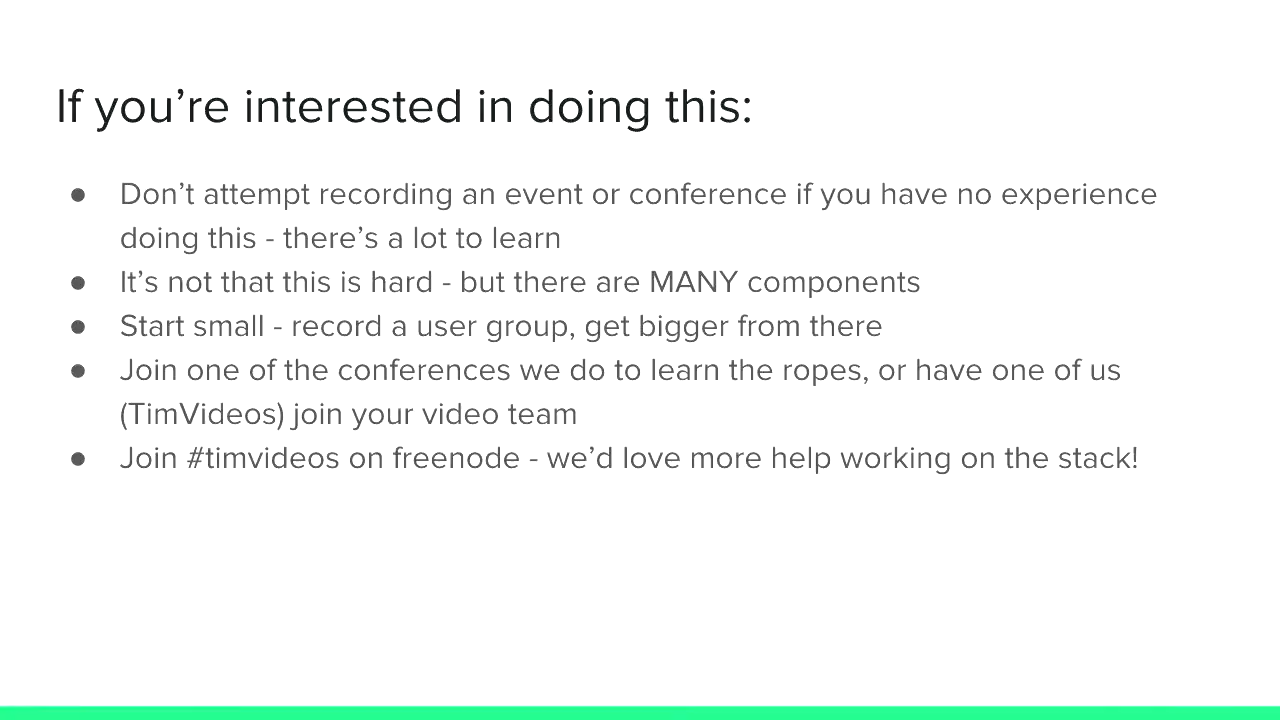 If you’re interested in doing this:
● Don’t attempt recording an event or conference if you have no experience
doing this - there’s a lot to learn
● It’s not that this is hard - but there are MANY components
● Start small - record a user group, get bigger from there
● Join one of the conferences we do to learn the ropes, or have one of us
(TimVideos) join your video team
● Join #timvideos on freenode - we’d love more help working on the stack!